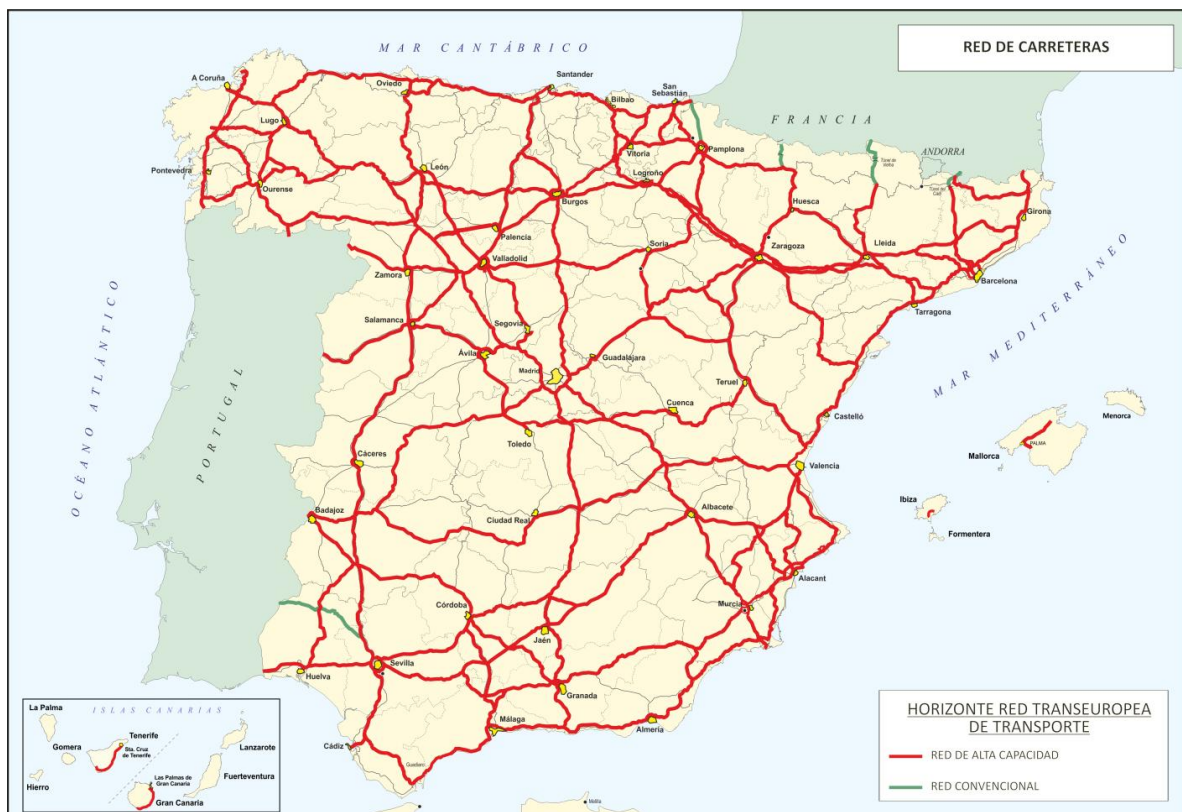 RED DE CARRETERAS
MAR CANTÁBRICO
A Coruña
Oviedo
Santander
Bilbao
San
Sebastián
FRANCIA
Lugo
Vitoria
Pamplona
ANDORRA
Pontevedra
Ourense
León
Logroño
Burgos
Huesca
Girona
Palencia
Soria
Zaragoza
Lleida
Zamora
Valladolid
Barcelona
Tarragona
Salamanca
Segovia
Ávila
Madrid
Guadalájara
Teruel
MAR MEDITERRÁNEO
OCÉANO ATLÁNTICO
PORTUGAL
Cuenca
Castelló
Menorca
Toledo
PALMA
Mallorca
Cáceres
Valencia
Ibiza
Badajoz
Ciudad Real
Albacete
Formentera
Alacant
Córdoba
Murcia
Jaén
Huelva
Sevilla
Granada
Málaga
Almería
Cádiz
Melilla
ISLAS CANARIAS
La Palma
Tenerife
Sta. Cruz
de Tenerife
Gomera
Lanzarote
Las Palmas de
Gran Canaria
Fuerteventura
Hierro
Gran Canaria
HORIZONTE RED TRANSEUROPEA
DE TRANSPORTE
RED DE ALTA CAPACIDAD
RED CONVENCIONAL